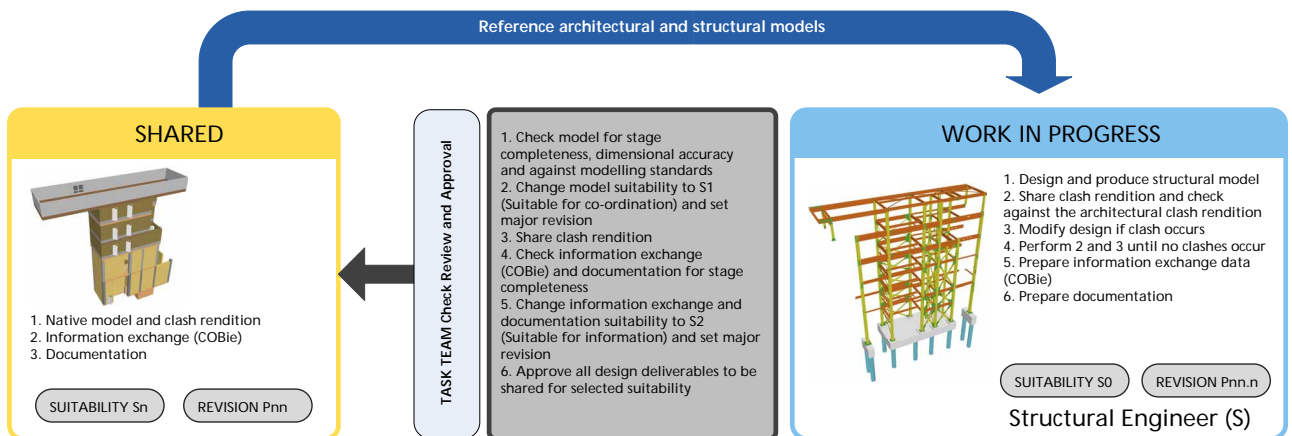 Reference architectural and structural models
SHARED
1. Native model and clash rendition
2. Information exchange (COBie)
3. Documentation
SUITABILITY Sn
REVISION Pnn
TASK TEAM Check Review and Approval
1. Check model for stage
completeness, dimensional accuracy
and against modelling standards
2. Change model suitability to S1
(Suitable for co-ordination) and set
major revision
3. Share clash rendition
4. Check information exchange
(COBie) and documentation for stage
completeness
5. Change information exchange and
documentation suitability to S2
(Suitable for information) and set major
revision
6. Approve all design deliverables to be
shared for selected suitability
WORK IN PROGRESS
1. Design and produce structural model
2. Share clash rendition and check
against the architectural clash rendition
3. Modify design if clash occurs
4. Perform 2 and 3 until no clashes occur
5. Prepare information exchange data
(COBie)
6. Prepare documentation
SUITABILITY S0
REVISION Pnn.n
Structural Engineer (S)